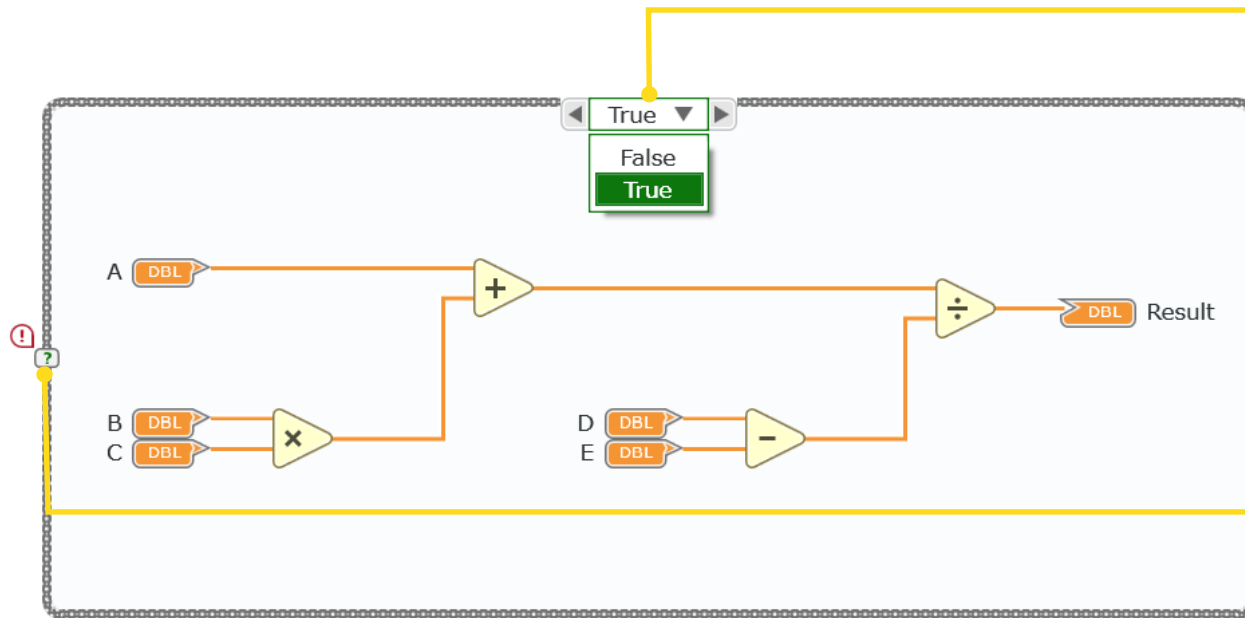 True
False
True
A DBL
+
÷
DBL Result
!
?
B DBL
C DBL
×
D DBL
E DBL
−